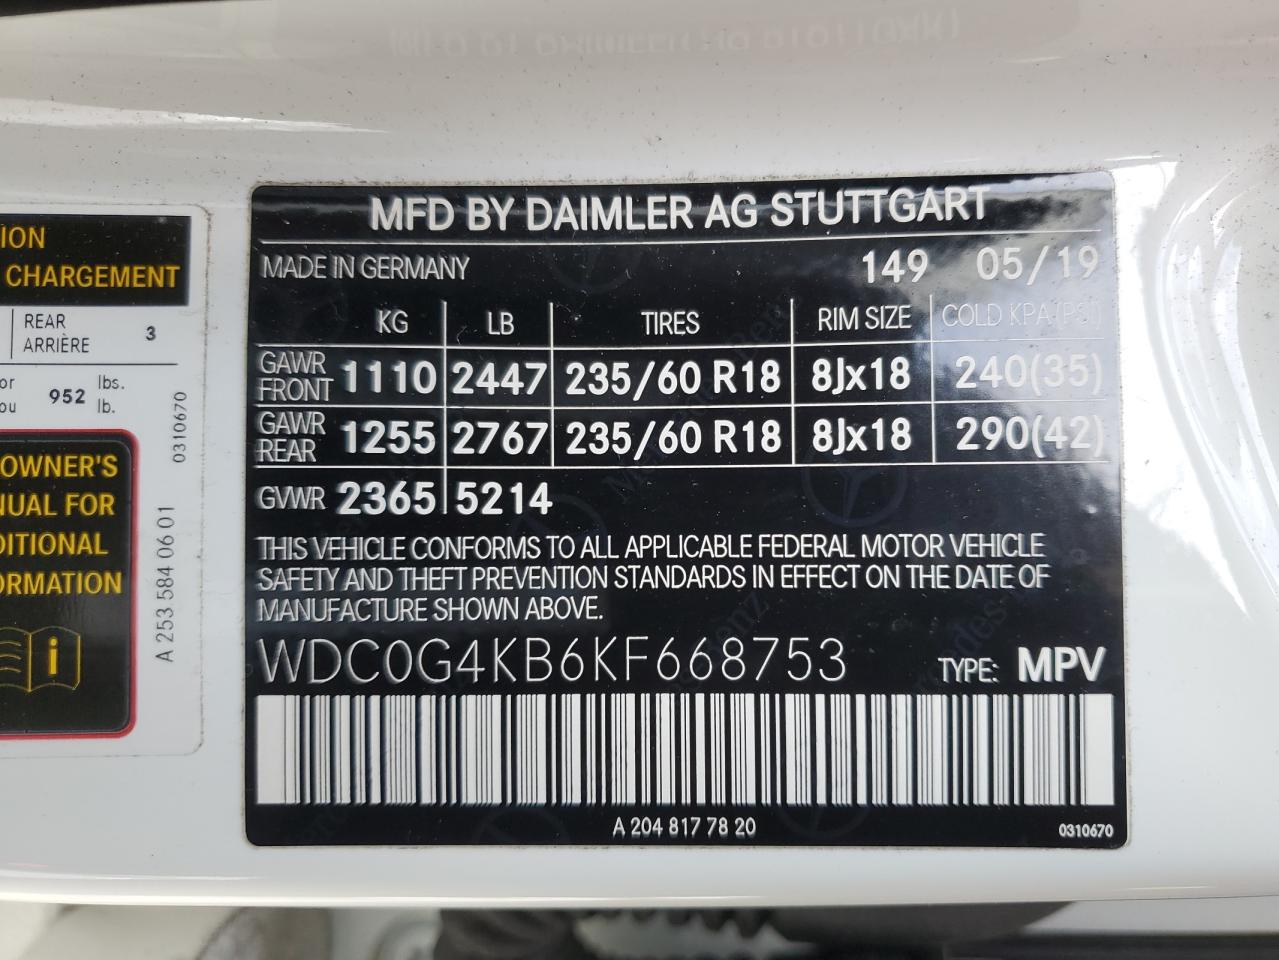 ION
CHARGEMENT
REAR
ARRIÈRE
3
or
ou
952
lbs.
lb.
0310670
OWNER'S
NUAL FOR
DITIONAL
ORMATION
i
A 253 584 06 01
MFD BY DAIMLER AG STUTTGART
MADE IN GERMANY 149 05/19
KG LB TIRES RIM SIZE COLD KPA(PSI)
GAWR FRONT 1110 2447 235/60 R18 8Jx18 240(35)
GAWR REAR 1255 2767 235/60 R18 8Jx18 290(42)
GVWR 2365 5214
THIS VEHICLE CONFORMS TO ALL APPLICABLE FEDERAL MOTOR VEHICLE
SAFETY AND THEFT PREVENTION STANDARDS IN EFFECT ON THE DATE OF
MANUFACTURE SHOWN ABOVE.
WDC0G4KB6KF668753 TYPE: MPV
A 204 817 78 20
0310670